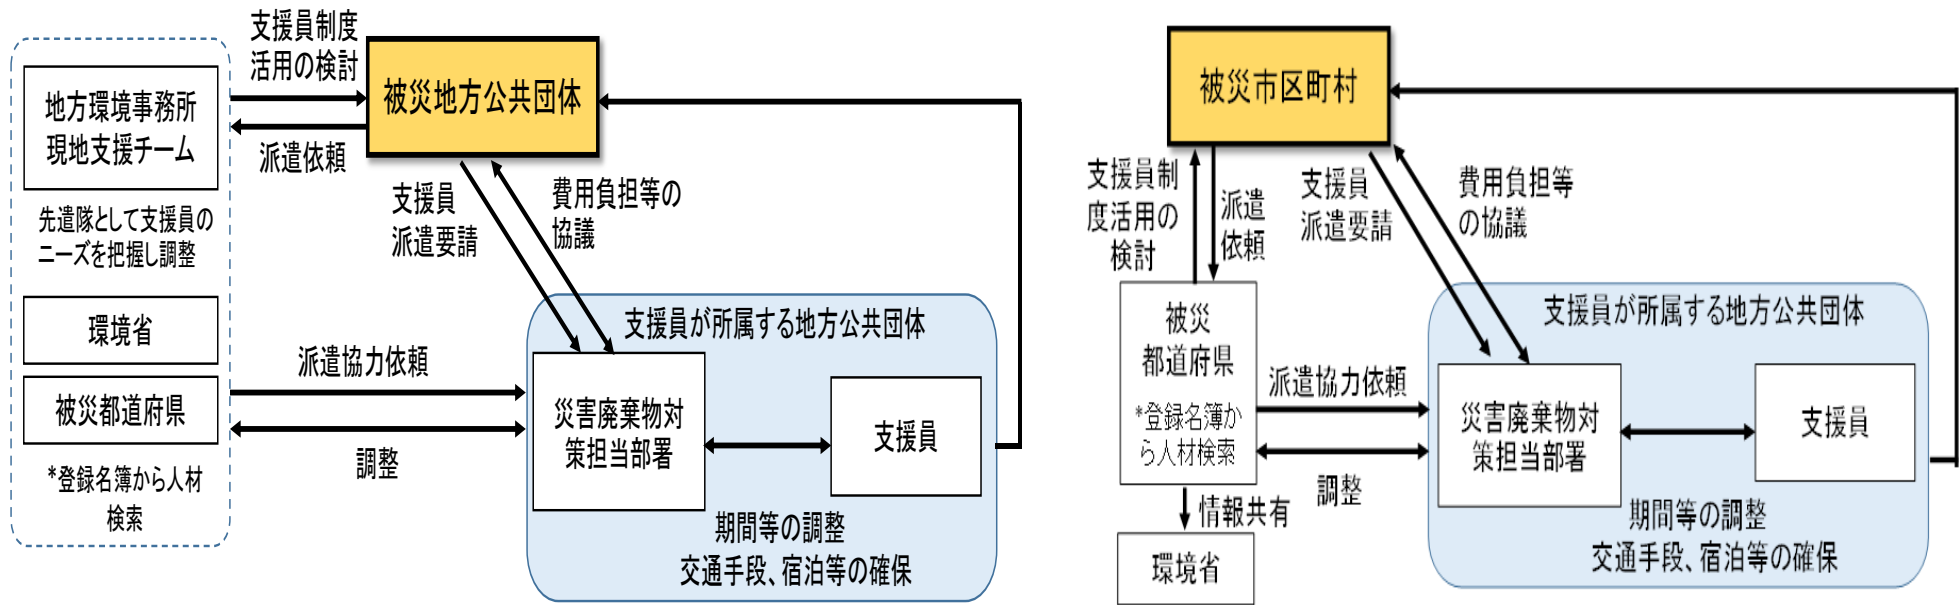 支援員制度
活用の検討
被災地方公共団体
地方環境事務所
現地支援チーム
派遣依頼
先遣隊として支援員の
ニーズを把握し調整
支援員
派遣要請
費用負担等の
協議
環境省
被災都道府県
*登録名簿から人材
検索
派遣協力依頼
調整
支援員が所属する地方公共団体
災害廃棄物対
策担当部署
支援員
期間等の調整
交通手段、宿泊等の確保
被災市区町村
支援員制
度活用の
検討
派遣
依頼
支援員
派遣要請
費用負担等
の協議
被災
都道府県
*登録名簿か
ら人材検索
派遣協力依頼
調整
情報共有
環境省
支援員が所属する地方公共団体
災害廃棄物対
策担当部署
支援員
期間等の調整
交通手段、宿泊等の確保